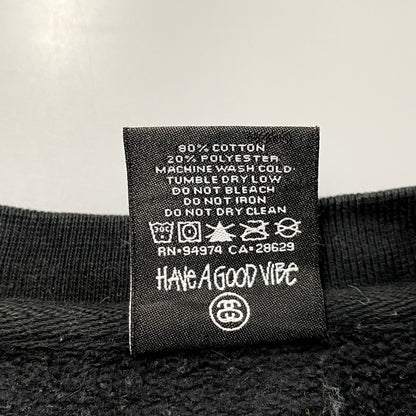 80% COTTON
20% POLYESTER
MACHINE WASH COLD
TUMBLE DRY LOW
DO NOT BLEACH
DO NOT IRON
DO NOT DRY CLEAN
30°
RN•94974 CA•28629
HAVE A GOOD VIBE